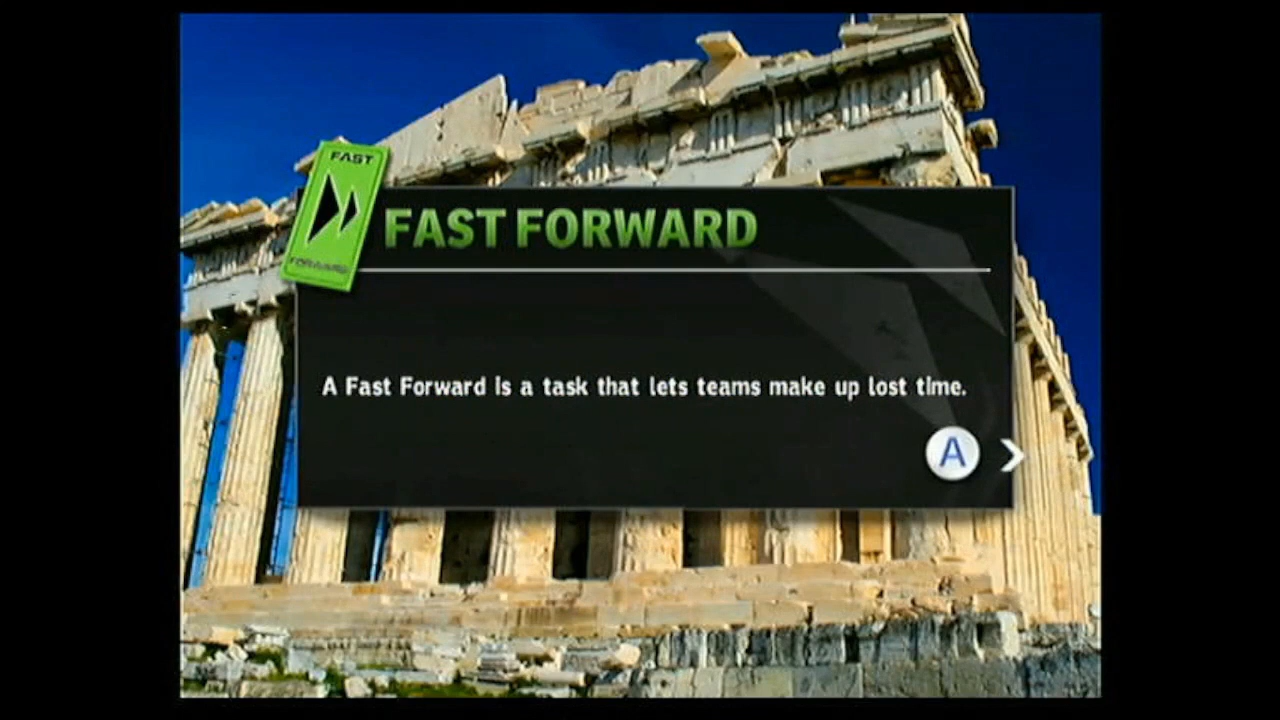 FAST
FORWARD
FAST FORWARD
A Fast Forward is a task that lets teams make up lost time.
A